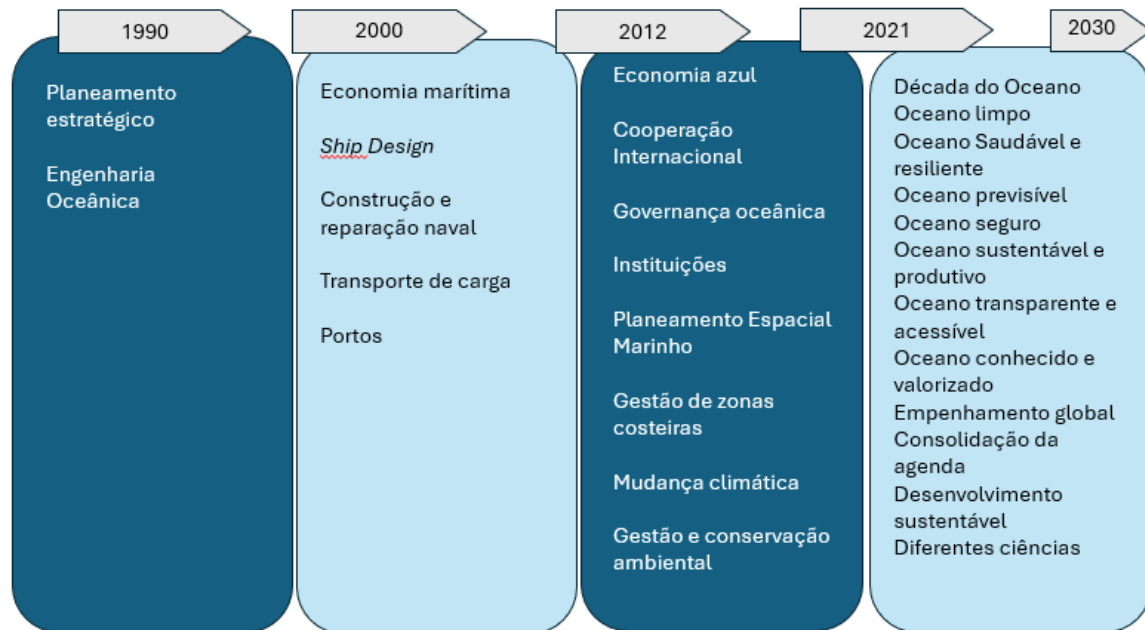 1990
2000
2012
2021
2030
Planeamento
estratégico
Engenharia
Oceânica
Economia marítima
Ship Design
Construção e
reparação naval
Transporte de carga
Portos
Economia azul
Cooperação
Internacional
Governança oceânica
Instituições
Planeamento Espacial
Marinho
Gestão de zonas
costeiras
Mudança climática
Gestão e conservação
ambiental
Década do Oceano
Oceano limpo
Oceano Saudável e
resiliente
Oceano previsível
Oceano seguro
Oceano sustentável e
produtivo
Oceano transparente e
acessível
Oceano conhecido e
valorizado
Empenhamento global
Consolidação da
agenda
Desenvolvimento
sustentável
Diferentes ciências